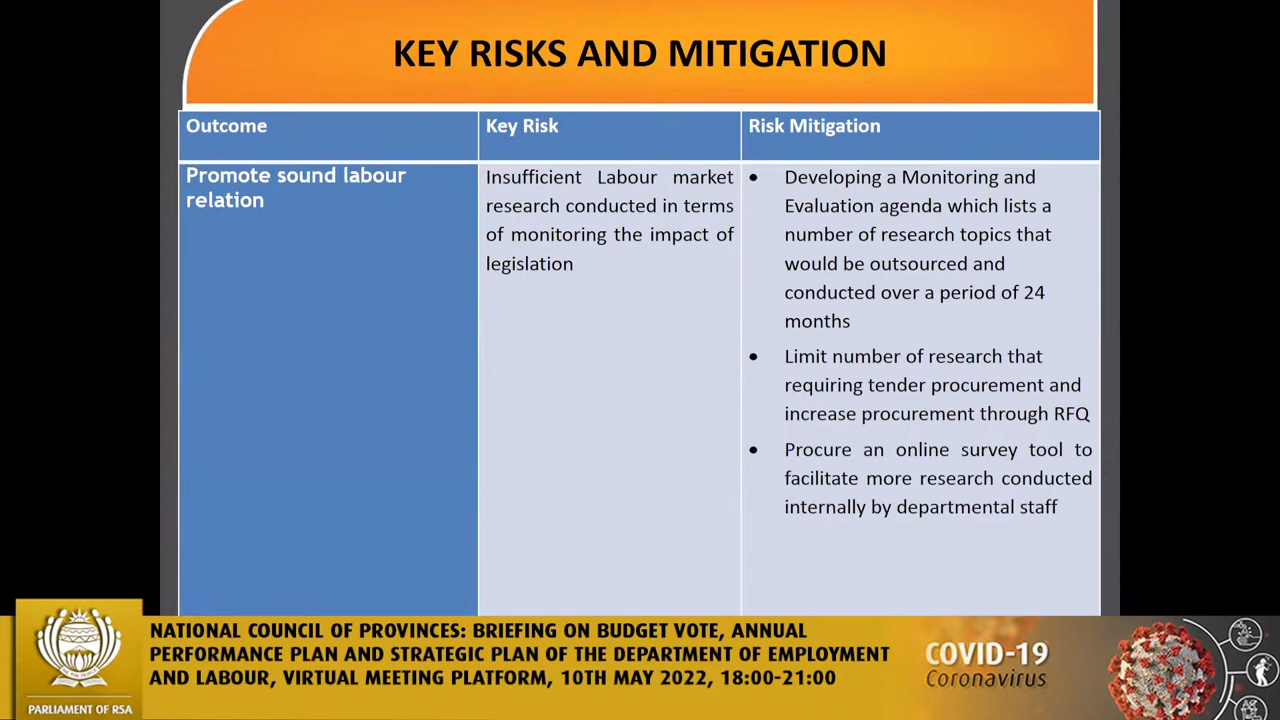 KEY RISKS AND MITIGATION
Outcome
Key Risk
Risk Mitigation
Promote sound labour
relation
Insufficient Labour market
research conducted in terms
of monitoring the impact of
legislation
• Developing a Monitoring and
Evaluation agenda which lists a
number of research topics that
would be outsourced and
conducted over a period of 24
months
• Limit number of research that
requiring tender procurement and
increase procurement through RFQ
• Procure an online survey tool to
facilitate more research conducted
internally by departmental staff
NATIONAL COUNCIL OF PROVINCES: BRIEFING ON BUDGET VOTE, ANNUAL
PERFORMANCE PLAN AND STRATEGIC PLAN OF THE DEPARTMENT OF EMPLOYMENT
AND LABOUR, VIRTUAL MEETING PLATFORM, 10TH MAY 2022, 18:00-21:00
PARLIAMENT OF RSA
COVID-19
Coronavirus